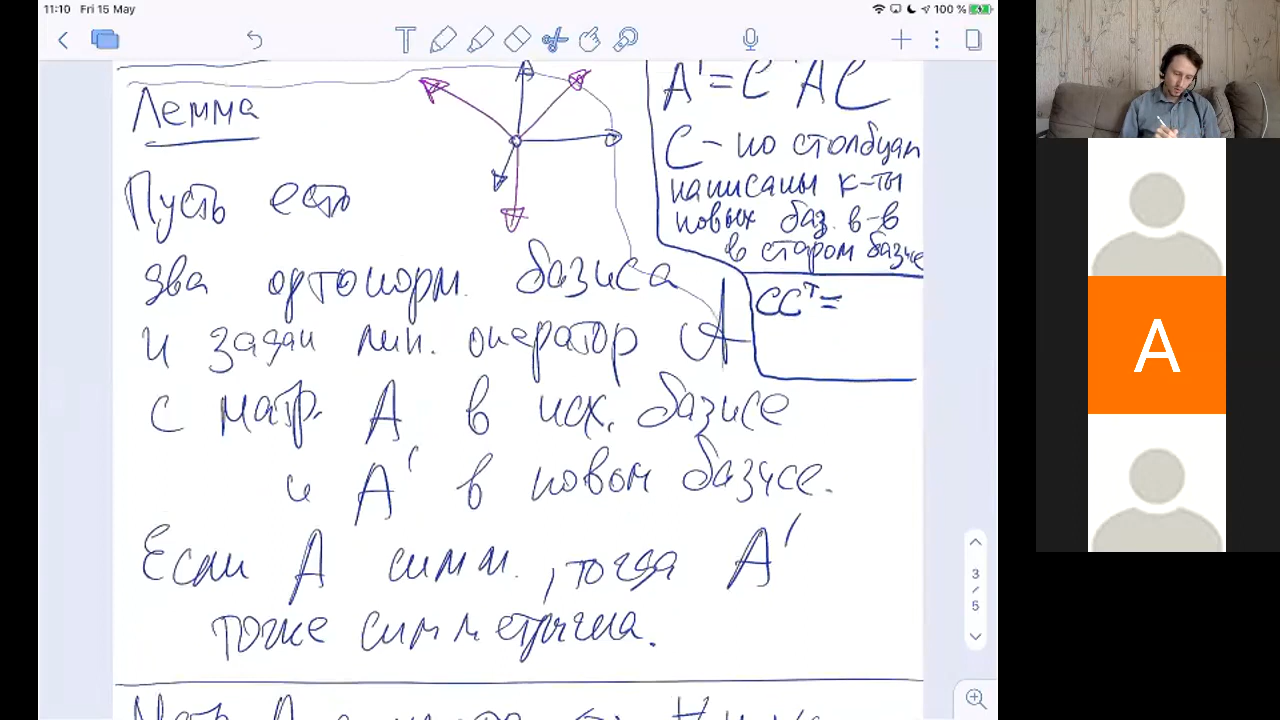 11:10 Fri 15 May
100 %
Лемма
Пусть есть
два ортонорм. базиса
и задан лин. оператор A
с матр. A в исх. базисе
и A' в новом базисе.
Если A симм., тогда A'
тоже симметрична.
A' = C AC
C - по столбцам
написаны к-ты
новых баз. в-в
в старом базисе
CCᵀ =
3
/
5
A